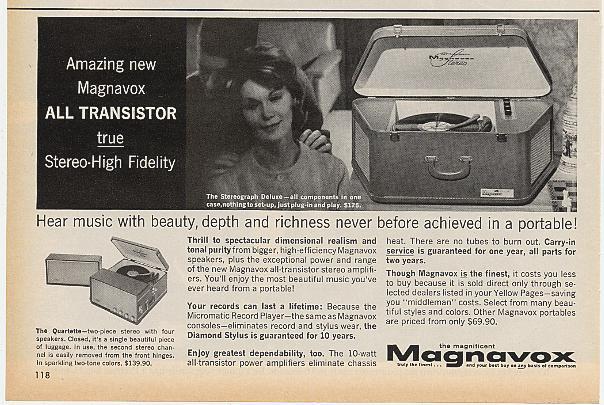 Amazing new
Magnavox
ALL TRANSISTOR
true
Stereo-High Fidelity
Magnavox
Stereo
The Stereograph Deluxe—all components in one
case, nothing to set-up, just plug-in and play. $175.
Hear music with beauty, depth and richness never before achieved in a portable!
The Quartette—two-piece stereo with four
speakers. Closed, it's a single beautiful piece
of luggage. In use, the second stereo chan-
nel is easily removed from the front hinges.
In sparkling two-tone colors, $139.90.
Thrill to spectacular dimensional realism and
tonal purity from bigger, high-efficiency Magnavox
speakers, plus the exceptional power and range
of the new Magnavox all-transistor stereo amplifi-
ers. You'll enjoy the most beautiful music you've
ever heard from a portable!
Your records can last a lifetime: Because the
Micromatic Record Player—the same as Magnavox
consoles—eliminates record and stylus wear, the
Diamond Stylus is guaranteed for 10 years.
Enjoy greatest dependability, too. The 10-watt
all-transistor power amplifiers eliminate chassis
heat. There are no tubes to burn out. Carry-in
service is guaranteed for one year, all parts for
two years.
Though Magnavox is the finest, it costs you less
to buy because it is sold direct only through se-
lected dealers listed in your Yellow Pages—saving
you "middleman" costs. Select from many beau-
tiful styles and colors. Other Magnavox portables
are priced from only $69.90.
the magnificent
Magnavox
truly the finest . . . and your best buy on any basis of comparison
118